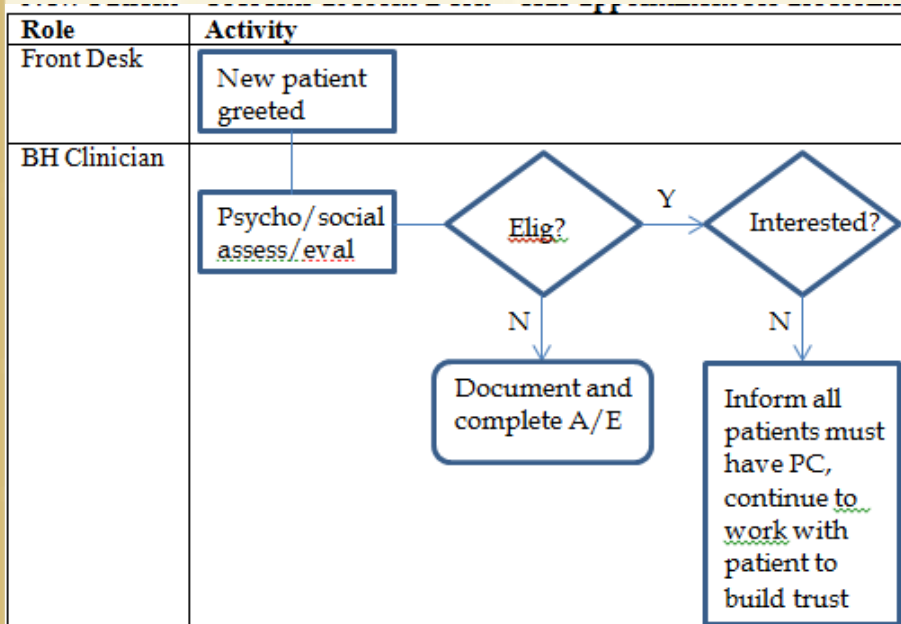 Role Activity
Front Desk
New patient
greeted
BH Clinician
Psycho/social
assess/eval
Elig?
Y
Interested?
N
N
Document and
complete A/E
Inform all
patients must
have PC,
continue to
work with
patient to
build trust